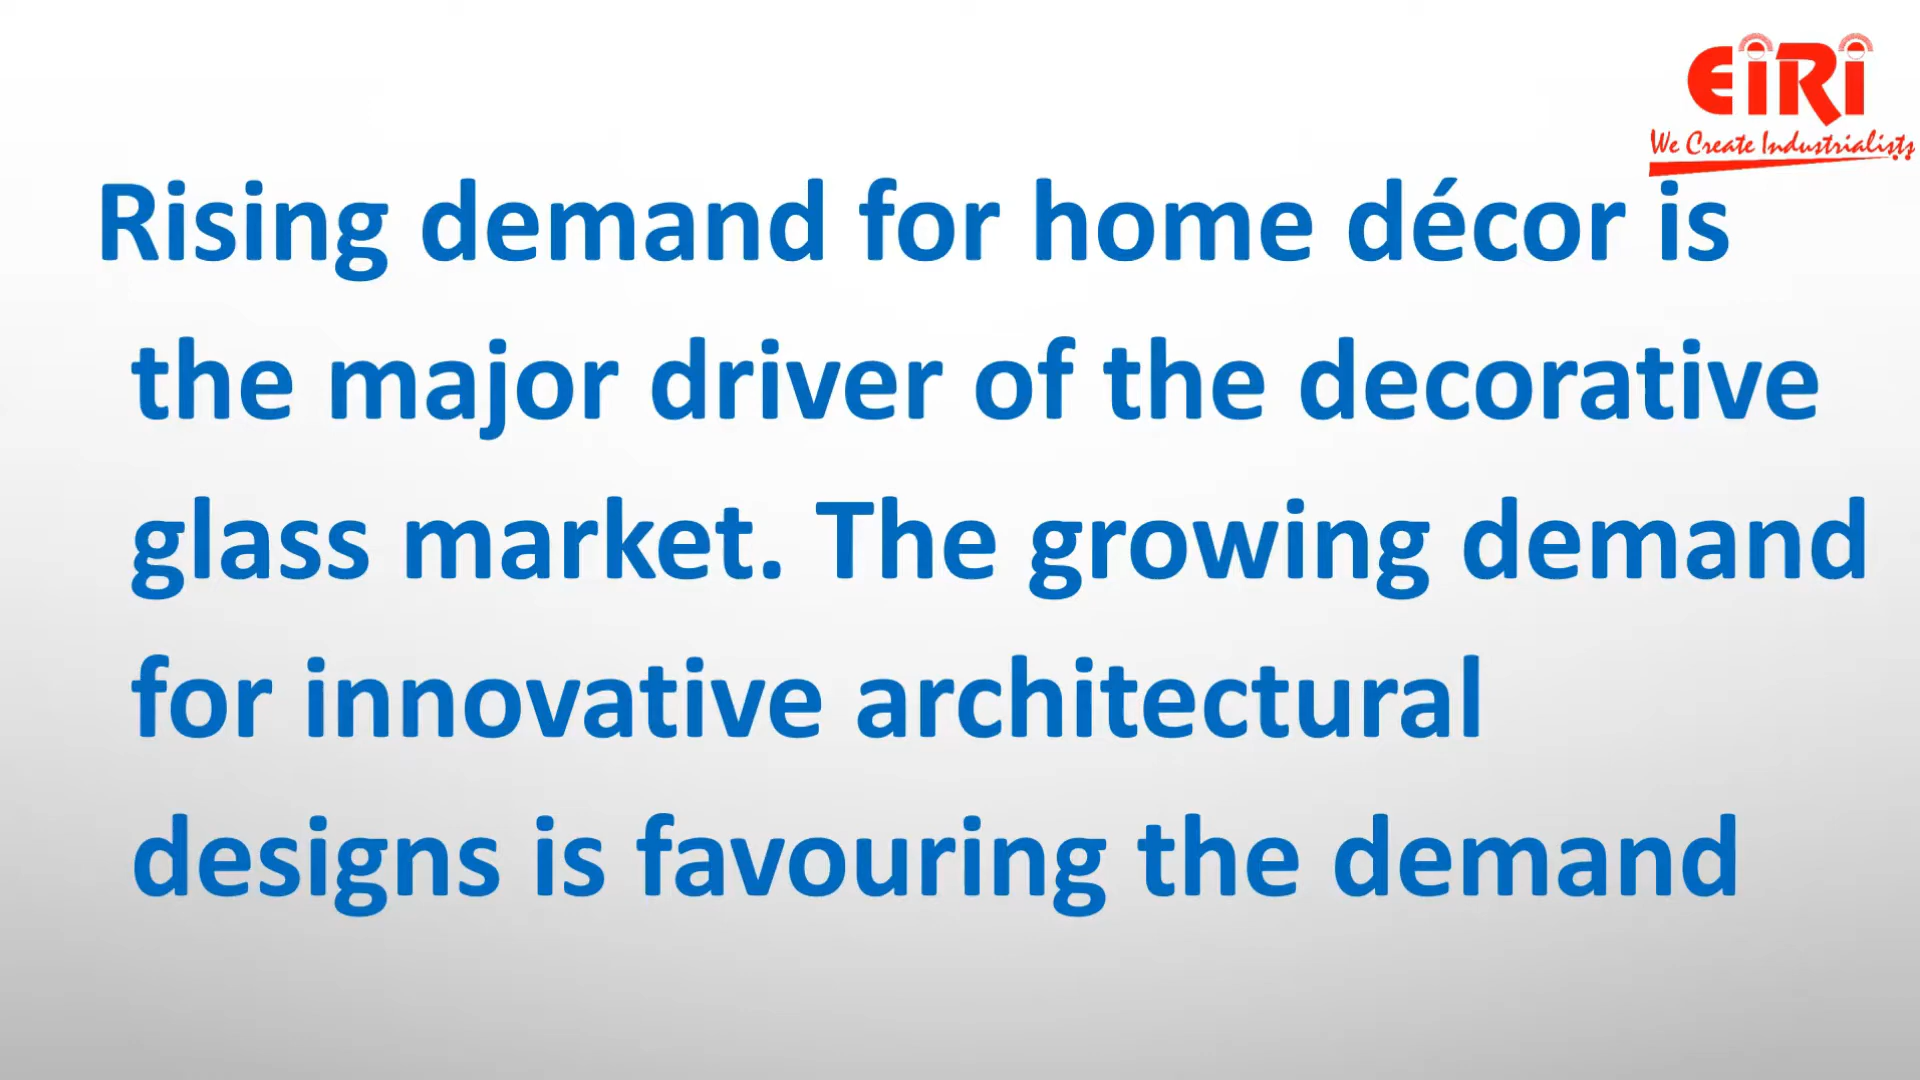 EiRi
We Create Industrialists
Rising demand for home décor is
the major driver of the decorative
glass market. The growing demand
for innovative architectural
designs is favouring the demand